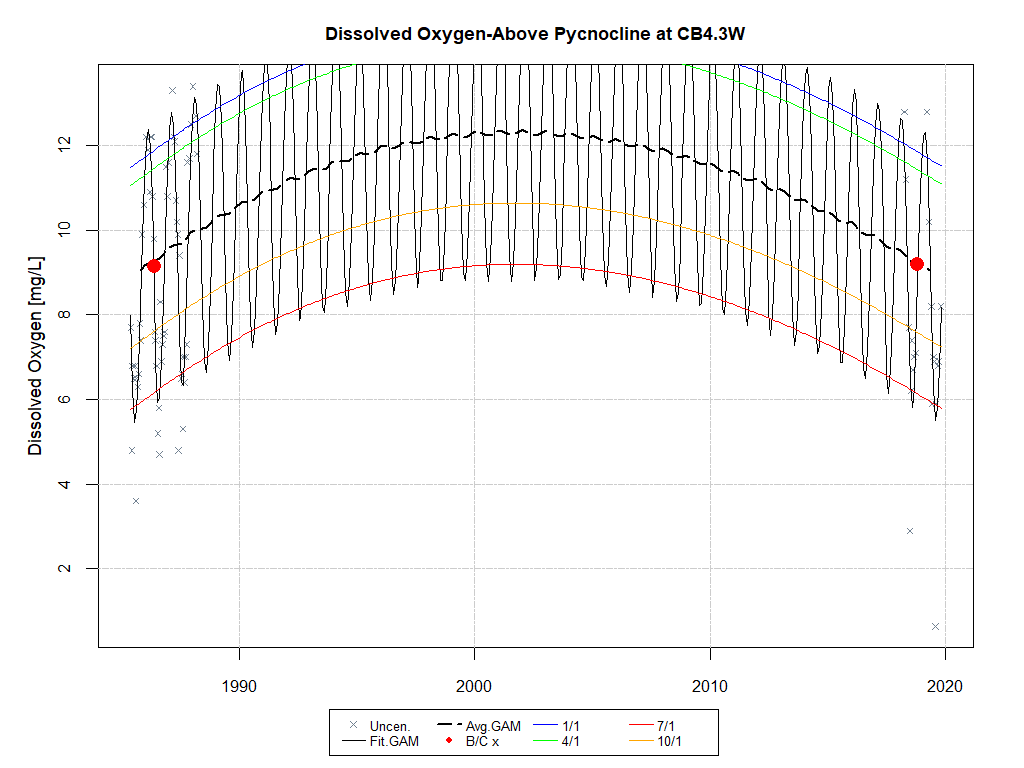 Dissolved Oxygen-Above Pycnocline at CB4.3W
Dissolved Oxygen [mg/L]
12
10
8
6
4
2
1990 2000 2010 2020
Uncen. Avg.GAM 1/1 7/1
Fit.GAM B/C x 4/1 10/1